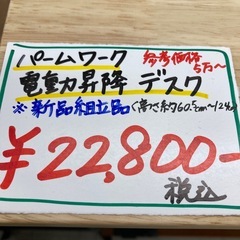 パームワーク
参考価格
5万～
電動昇降デスク
※新品組立品(高さ約60.5cm～124
¥22,800-
税込